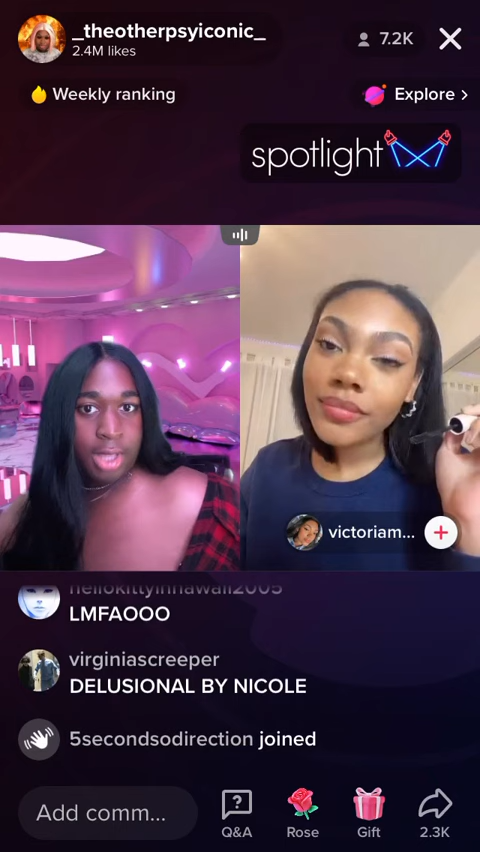 _theotherpsyiconic_
2.4M likes
7.2K
Weekly ranking
Explore >
spotlight
victoriam...
hellokittyinhawaii2005
LMFAOOO
virginiascreeper
DELUSIONAL BY NICOLE
5secondsodirection joined
Add comm...
Q&A
Rose
Gift
2.3K